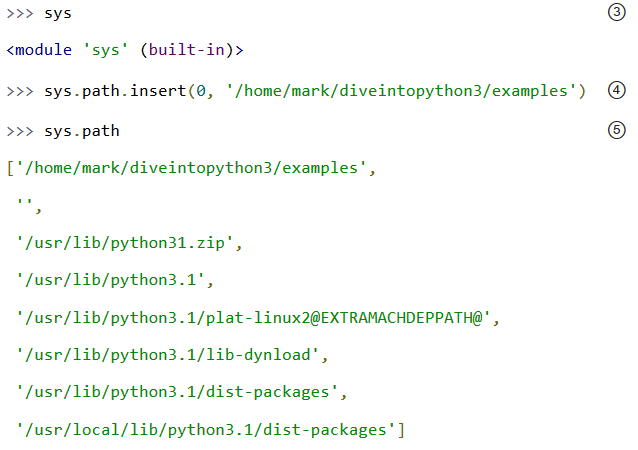 >>> sys ③
<module 'sys' (built-in)>
>>> sys.path.insert(0, '/home/mark/diveintopython3/examples') ④
>>> sys.path ⑤
['/home/mark/diveintopython3/examples',
'',
'/usr/lib/python31.zip',
'/usr/lib/python3.1',
'/usr/lib/python3.1/plat-linux2@EXTRAMACHDEPPATH@',
'/usr/lib/python3.1/lib-dynload',
'/usr/lib/python3.1/dist-packages',
'/usr/local/lib/python3.1/dist-packages']